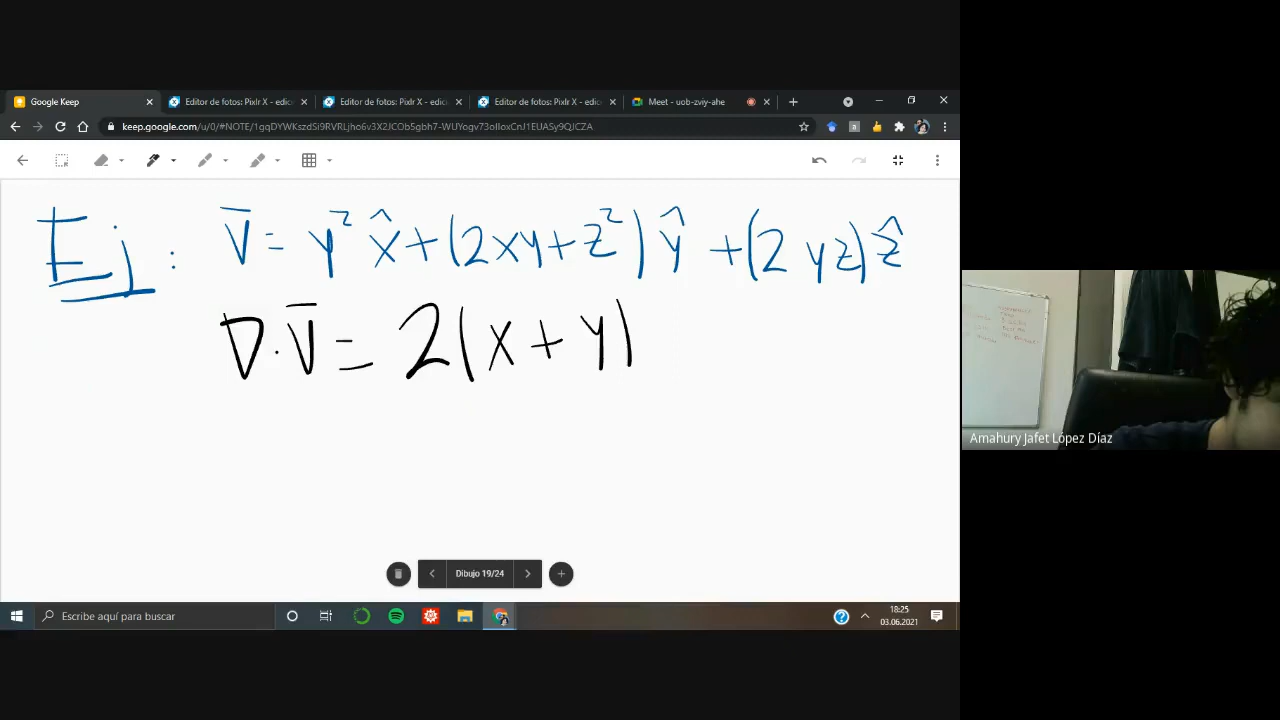 Google Keep
Editor de fotos: Pixlr X - edic
Editor de fotos: Pixlr X - edic
Editor de fotos: Pixlr X - edic
Meet - uob-zviy-ahe
keep.google.com/u/0/#NOTE/1gqDYWKszdSi9RVRLjho6v3X2JCOb5gbh7-WUYogv73olloxCnJ1EUASy9QJCZA
Ej: V̅ = y² x̂ + (2xy + z²) ŷ + (2yz) ẑ
∇ · V̅ = 2(x + y)
Amahury Jafet López Díaz
Dibujo 19/24
Escribe aquí para buscar
18:25
03.06.2021